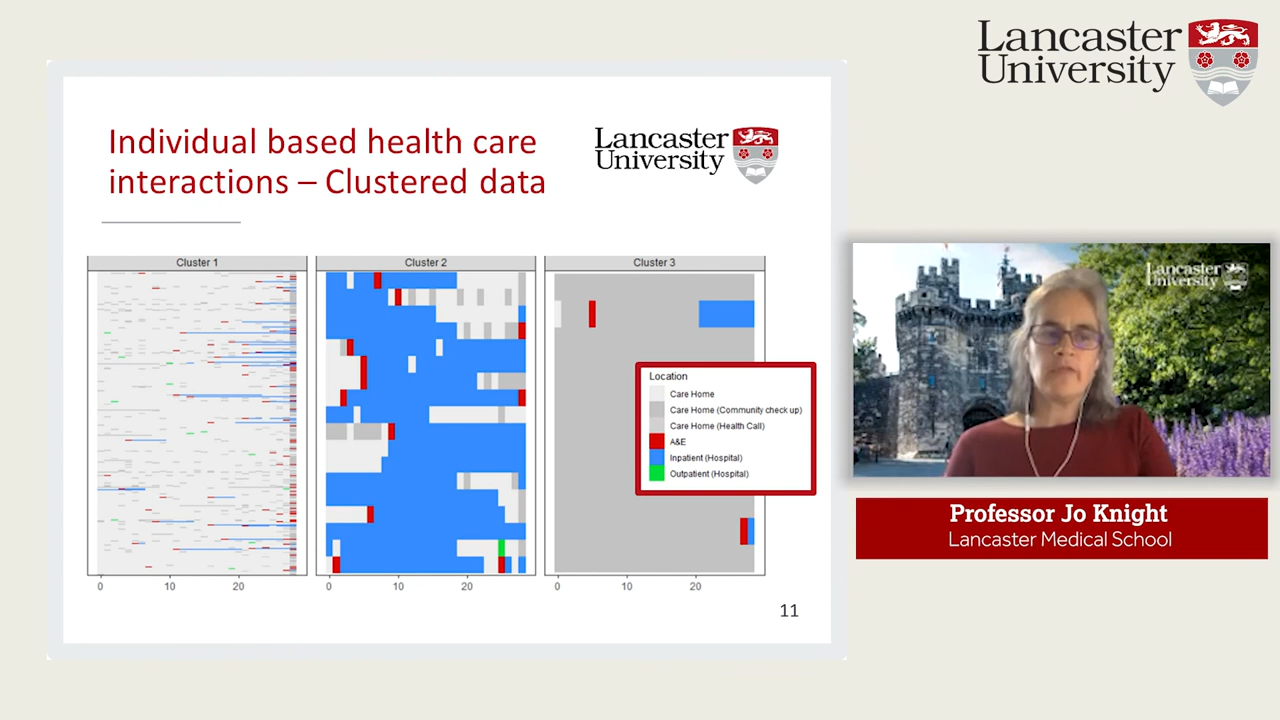 Lancaster
University
Individual based health care
interactions – Clustered data
Lancaster
University
Cluster 1
Cluster 2
Cluster 3
Location
Care Home
Care Home (Community check up)
Care Home (Health Call)
A&E
Inpatient (Hospital)
Outpatient (Hospital)
0 10 20
0 10 20
0 10 20
11
Lancaster
University
Professor Jo Knight
Lancaster Medical School